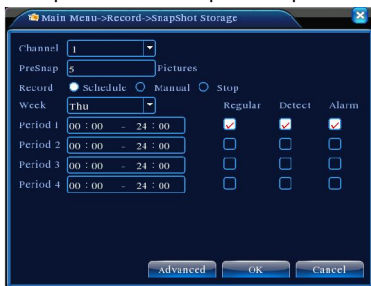 Main Menu->Record->SnapShot Storage
Channel 1
PreSnap 5 Pictures
Record Schedule Manual Stop
Week Thu Regular Detect Alarm
Period 1 00 : 00 - 24 : 00
Period 2 00 : 00 - 24 : 00
Period 3 00 : 00 - 24 : 00
Period 4 00 : 00 - 24 : 00
Advanced OK Cancel